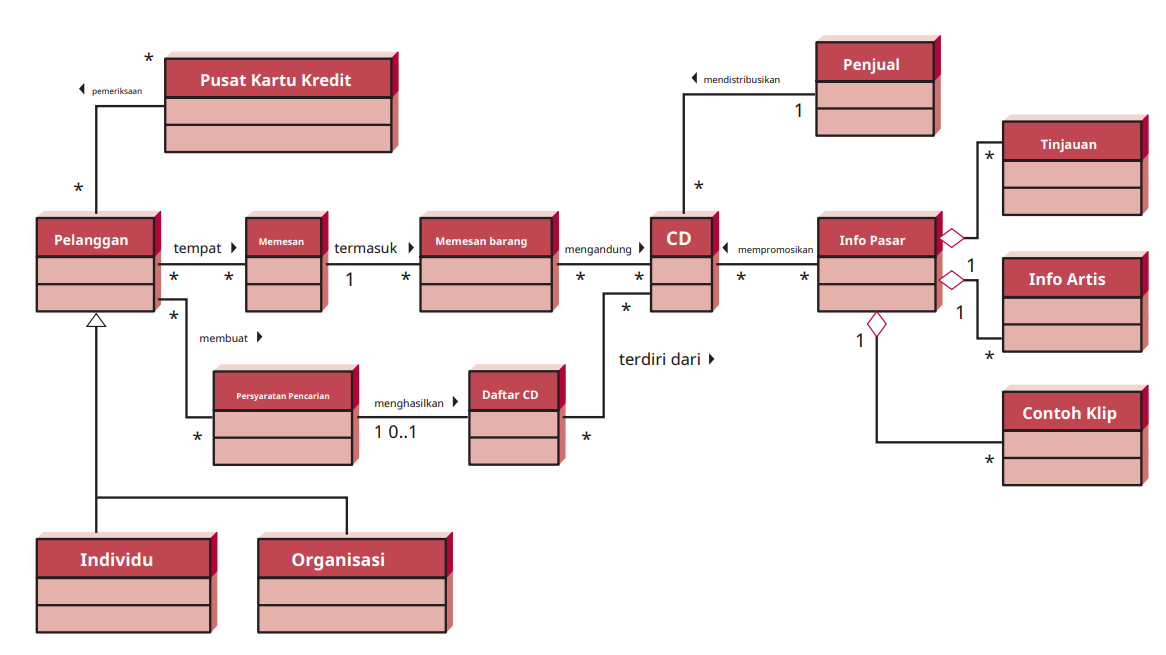 *
Pusat Kartu Kredit
pemeriksaan
*
Penjual
mendistribusikan
1
*
Tinjauan
*
Pelanggan
tempat
*
*
Memesan
termasuk
1
*
Memesan barang
mengandung
*
*
CD
mempromosikan
*
*
Info Pasar
1
Info Artis
1
*
*
membuat
*
terdiri dari
1
Persyaratan Pencarian
*
menghasilkan
1 0..1
Daftar CD
*
Contoh Klip
*
Individu
Organisasi